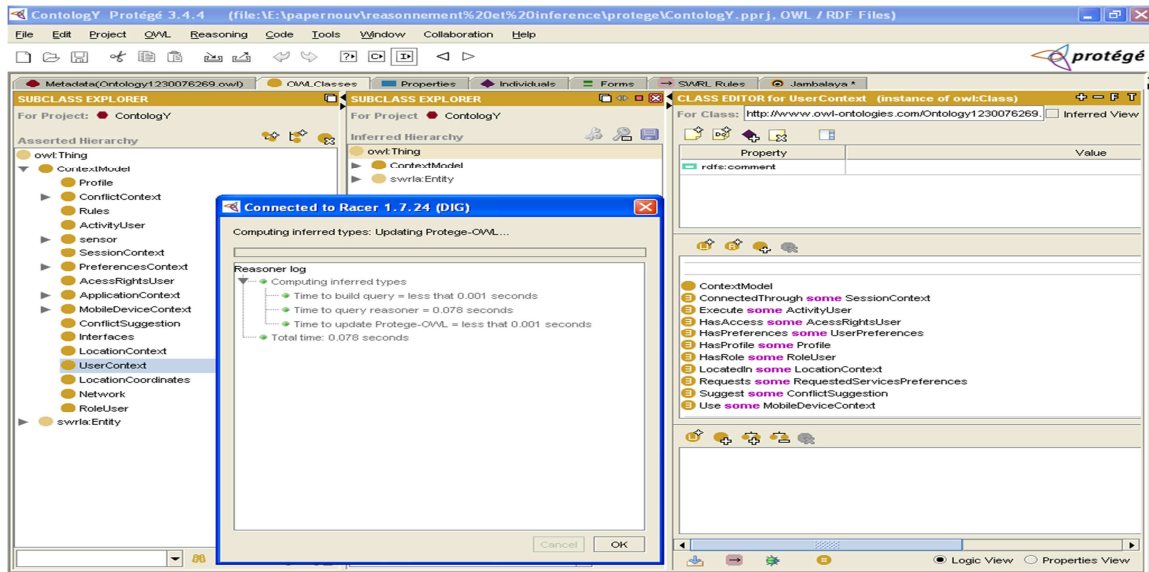 ContologY Protégé 3.4.4 (file:\E:\papernouv\reasonnement%20et%20inference\protege\ContologY.pprj, OWL / RDF Files)
File Edit Project OWL Reasoning Code Tools Window Collaboration Help
protégé
Metadata(Ontology1230076269.owl) OWLClasses Properties Individuals Forms SWRL Rules Jambalaya *
SUBCLASS EXPLORER
For Project: ContologY
Asserted Hierarchy
owl:Thing
ContextModel
Profile
ConflictContext
Rules
ActivityUser
sensor
SessionContext
PreferencesContext
AcessRightsUser
ApplicationContext
MobileDeviceContext
ConflictSuggestion
Interfaces
LocationContext
UserContext
LocationCoordinates
Network
RoleUser
swrla:Entity
SUBCLASS EXPLORER
For Project ContologY
Inferred Hierarchy
owl:Thing
ContextModel
swrla:Entity
Connected to Racer 1.7.24 (DIG)
Computing inferred types: Updating Protege-OWL...
Reasoner log
Computing inferred types
Time to build query = less that 0.001 seconds
Time to query reasoner = 0.078 seconds
Time to update Protege-OWL = less that 0.001 seconds
Total time: 0.078 seconds
Cancel OK
CLASS EDITOR for UserContext (instance of owl:Class)
For Class: http://www.owl-ontologies.com/Ontology1230076269. Inferred View
Property Value
rdfs:comment
ContextModel
ConnectedThrough some SessionContext
Execute some ActivityUser
HasAccess some AcessRightsUser
HasPreferences some UserPreferences
HasProfile some Profile
HasRole some RoleUser
LocatedIn some LocationContext
Requests some RequestedServicesPreferences
Suggest some ConflictSuggestion
Use some MobileDeviceContext
Logic View Properties View